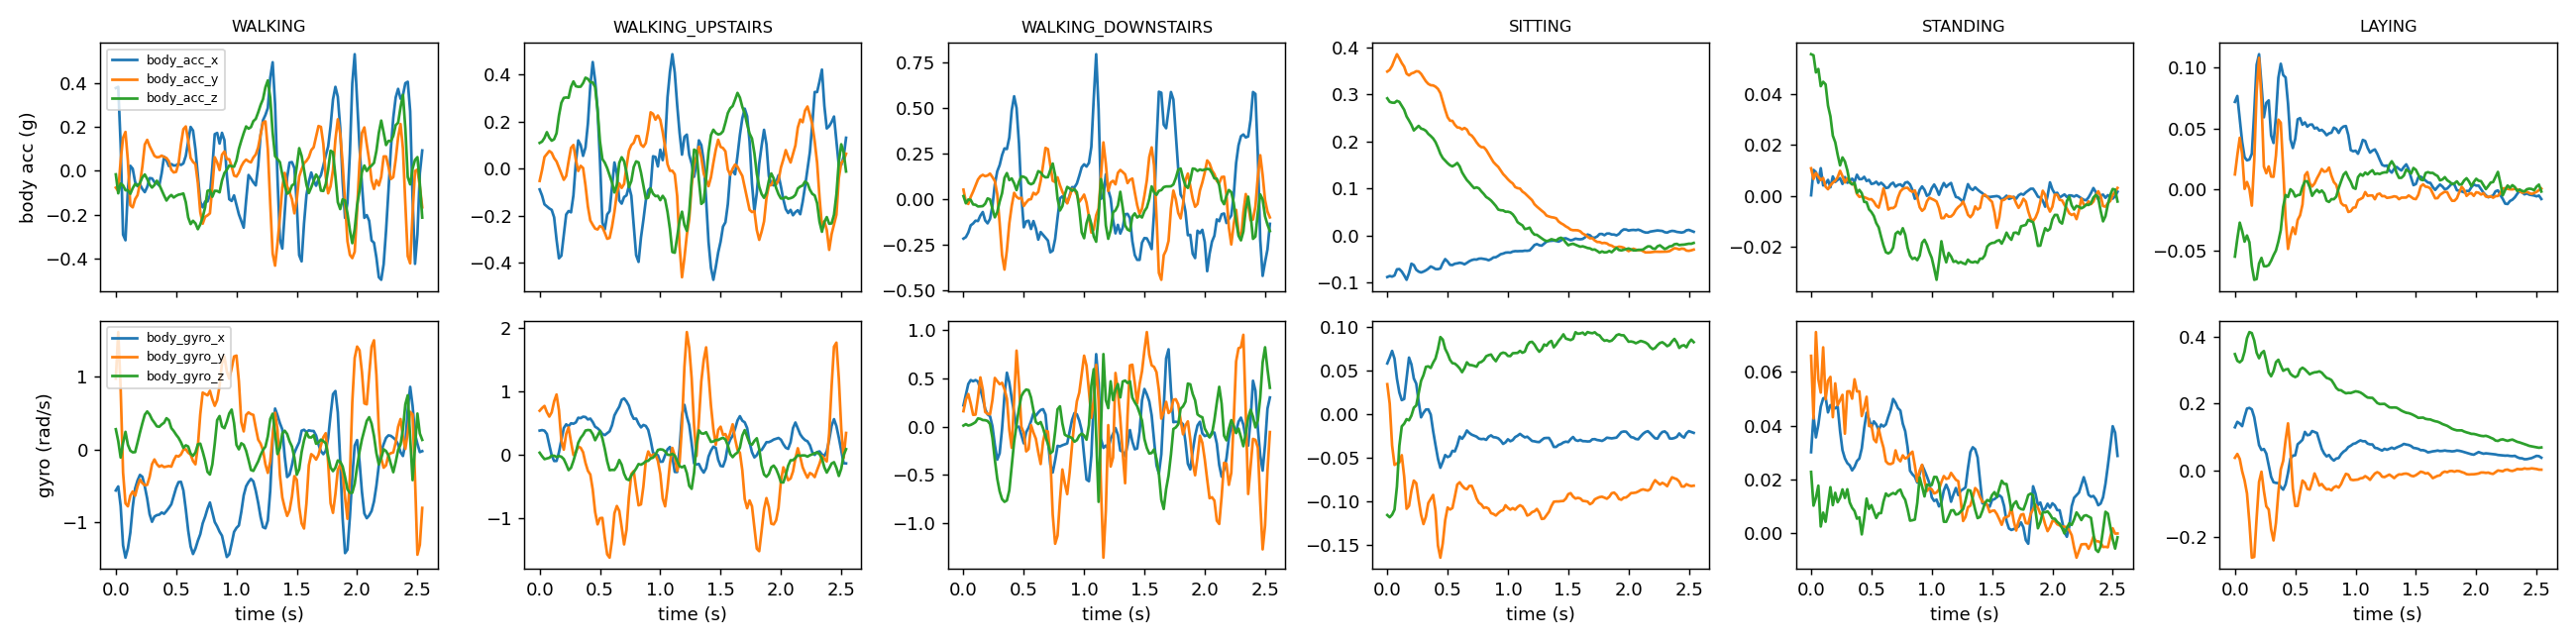 WALKING
WALKING_UPSTAIRS
WALKING_DOWNSTAIRS
SITTING
STANDING
LAYING
body acc (g)
0.4
0.2
0.0
−0.2
−0.4
body_acc_x
body_acc_y
body_acc_z
0.4
0.2
0.0
−0.2
−0.4
0.75
0.50
0.25
0.00
−0.25
−0.50
0.4
0.3
0.2
0.1
0.0
−0.1
0.04
0.02
0.00
−0.02
0.10
0.05
0.00
−0.05
gyro (rad/s)
1
0
−1
body_gyro_x
body_gyro_y
body_gyro_z
0.0 0.5 1.0 1.5 2.0 2.5
time (s)
2
1
0
−1
0.0 0.5 1.0 1.5 2.0 2.5
time (s)
1.0
0.5
0.0
−0.5
−1.0
0.0 0.5 1.0 1.5 2.0 2.5
time (s)
0.10
0.05
0.00
−0.05
−0.10
−0.15
0.0 0.5 1.0 1.5 2.0 2.5
time (s)
0.06
0.04
0.02
0.00
0.0 0.5 1.0 1.5 2.0 2.5
time (s)
0.4
0.2
0.0
−0.2
0.0 0.5 1.0 1.5 2.0 2.5
time (s)